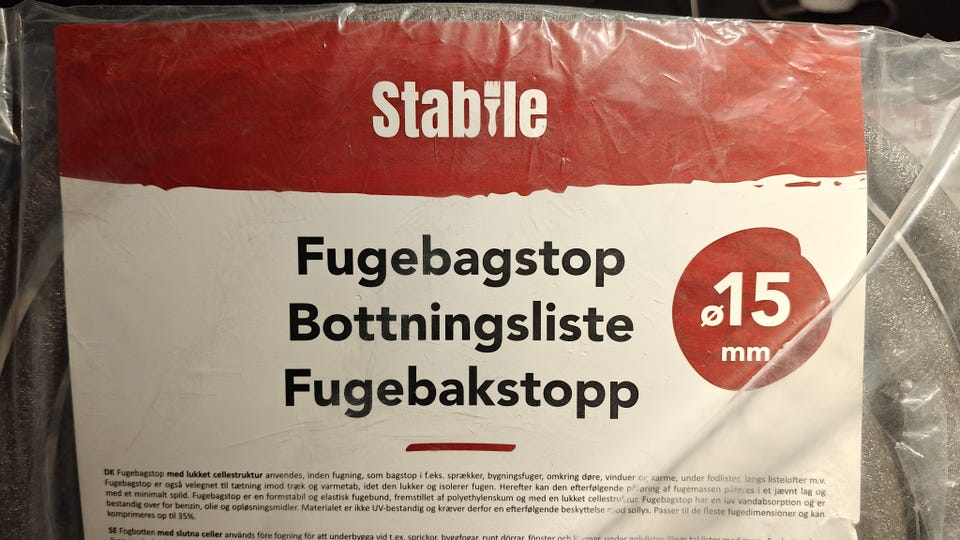 Stabile
Fugebagstop
Bottningsliste
Fugebakstopp
ø15
mm
DK Fugebagstop med lukket cellestruktur anvendes, inden fugning, som bagstop i f.eks. sprækker, bygningsfuger, omkring døre, vinduer og karme, under fodlister, langs listelofter m.v.
Fugebagstop er også velegnet til tætning imod træk og varmetab, idet den lukker og isolerer fugen. Herefter kan den efterfølgende påføring af fugemassen påføres i et jævnt lag og
med et minimalt spild. Fugebagstop er en formstabil og elastisk fugebund, fremstillet af polyethylenskum og med en lukket cellestruktur. Fugebagstop har en lav vandabsorption og er
bestandig over for benzin, olie og opløsningsmidler. Materialet er ikke UV-bestandig og kræver derfor en efterfølgende beskyttelse mod sollys. Passer til de fleste fugedimensioner og kan
komprimeres op til 35%.
SE Fogbotten med slutna celler används före fogning för att underbygga vid t.ex. sprickor, byggfogar, runt dörrar, fönster och